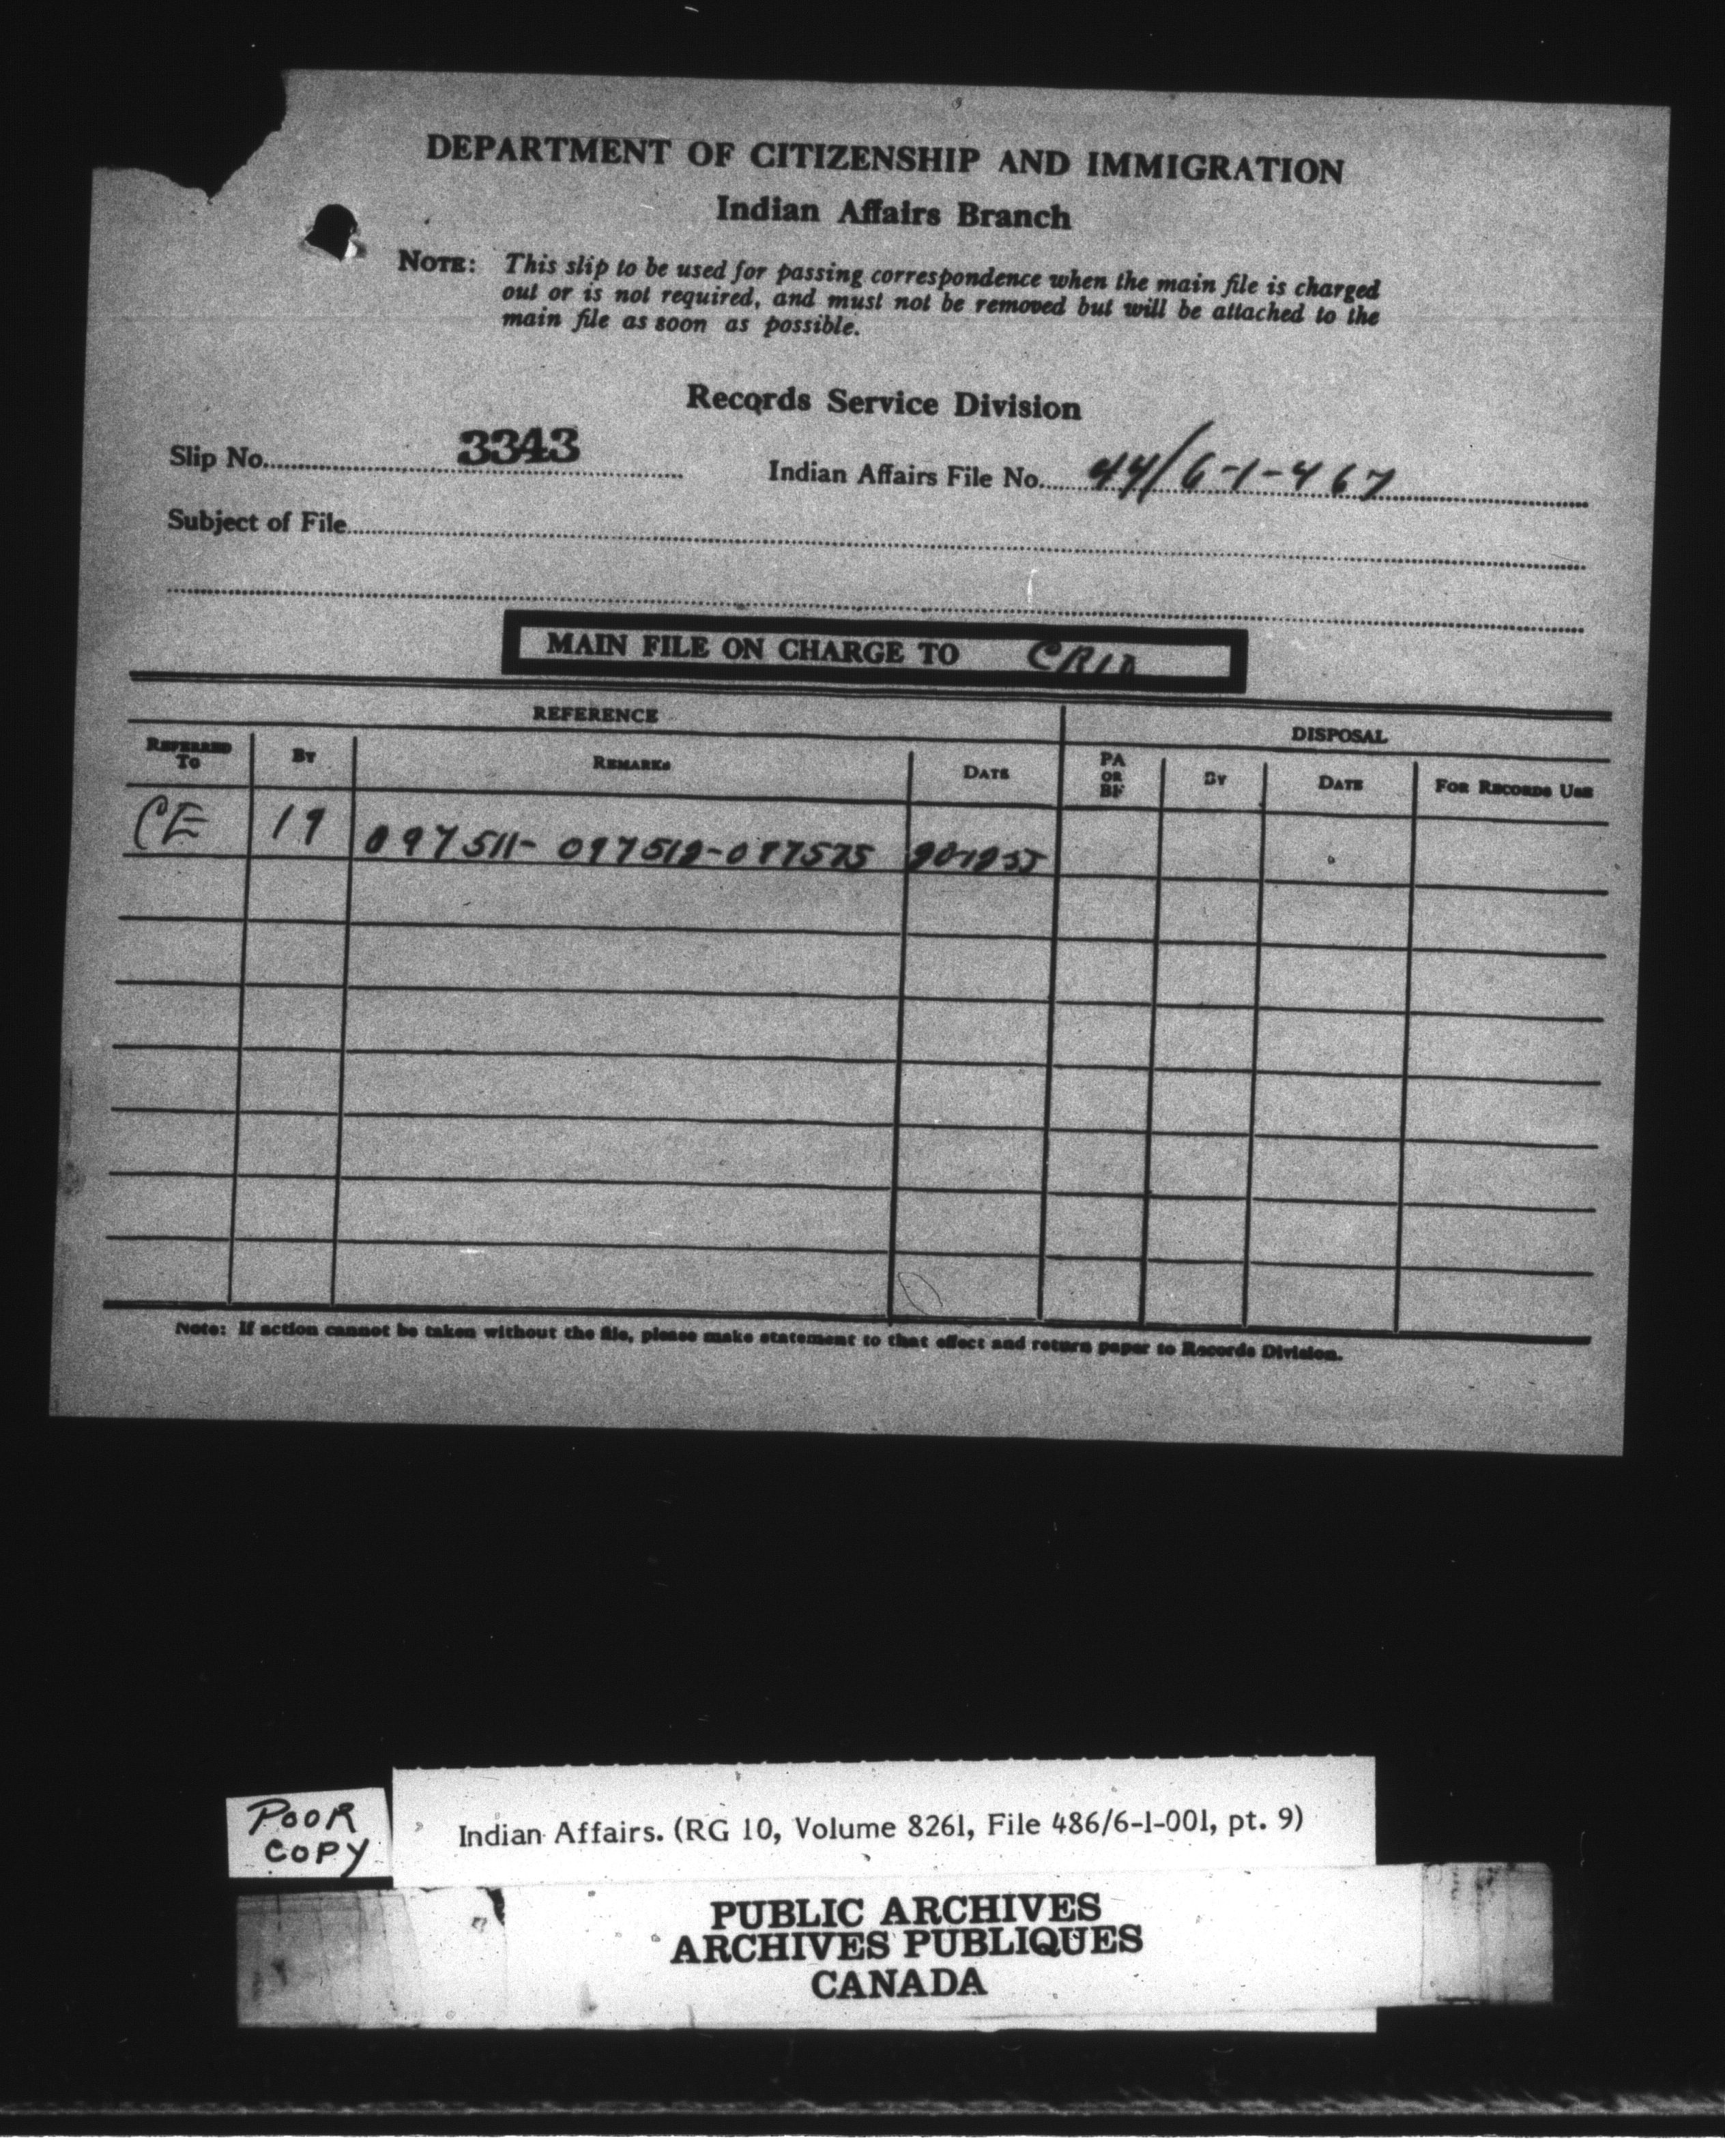 DEPARTMENT OF CITIZENSHIP AND IMMIGRATION
Indian Affairs Branch
NOTE: This slip to be used for passing correspondence when the main file is charged
out or is not required, and must not be removed but will be attached to the
main file as soon as possible.
Records Service Division
Slip No. 3343 Indian Affairs File No. 44/6-1-467
Subject of File
MAIN FILE ON CHARGE TO
REFERENCE DISPOSAL
REFERRED TO BY REMARKS DATE PA OR BF BY DATE FOR RECORDS USE
CE 19 097511- 097512-097575
Note: If action cannot be taken without the file, please make statement to that effect and return paper to Records Division.
POOR
COPY
Indian Affairs. (RG 10, Volume 8261, File 486/6-1-001, pt. 9)
PUBLIC ARCHIVES
ARCHIVES PUBLIQUES
CANADA